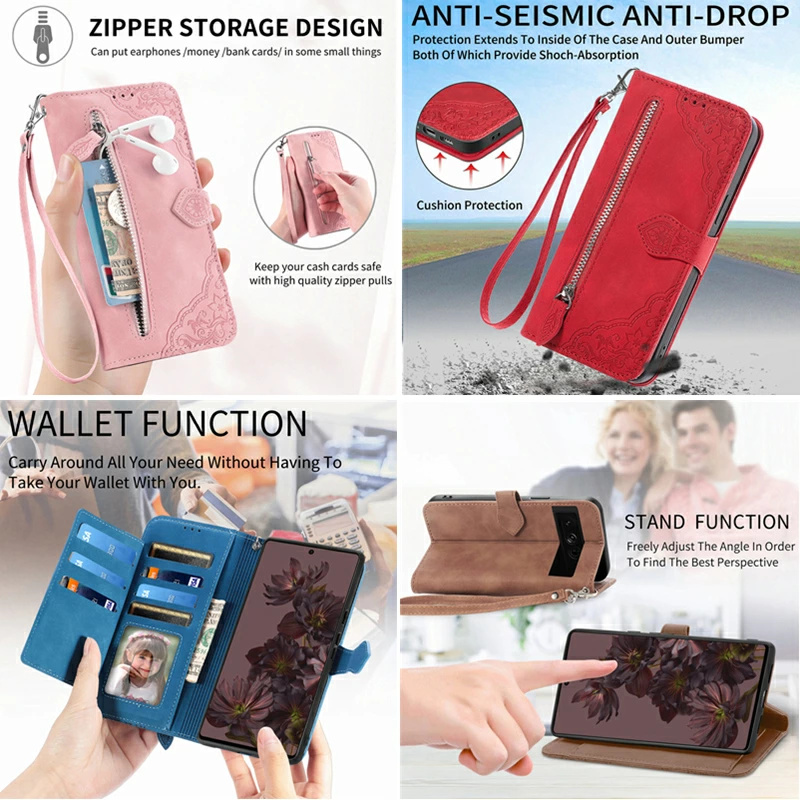 ZIPPER STORAGE DESIGN
Can put earphones /money /bank cards/ in some small things
Keep your cash cards safe
with high quality zipper pulls
ANTI-SEISMIC ANTI-DROP
Protection Extends To Inside Of The Case And Outer Bumper
Both Of Which Provide Shoch-Absorption
Cushion Protection
WALLET FUNCTION
Carry Around All Your Need Without Having To
Take Your Wallet With You.
STAND FUNCTION
Freely Adjust The Angle In Order
To Find The Best Perspective